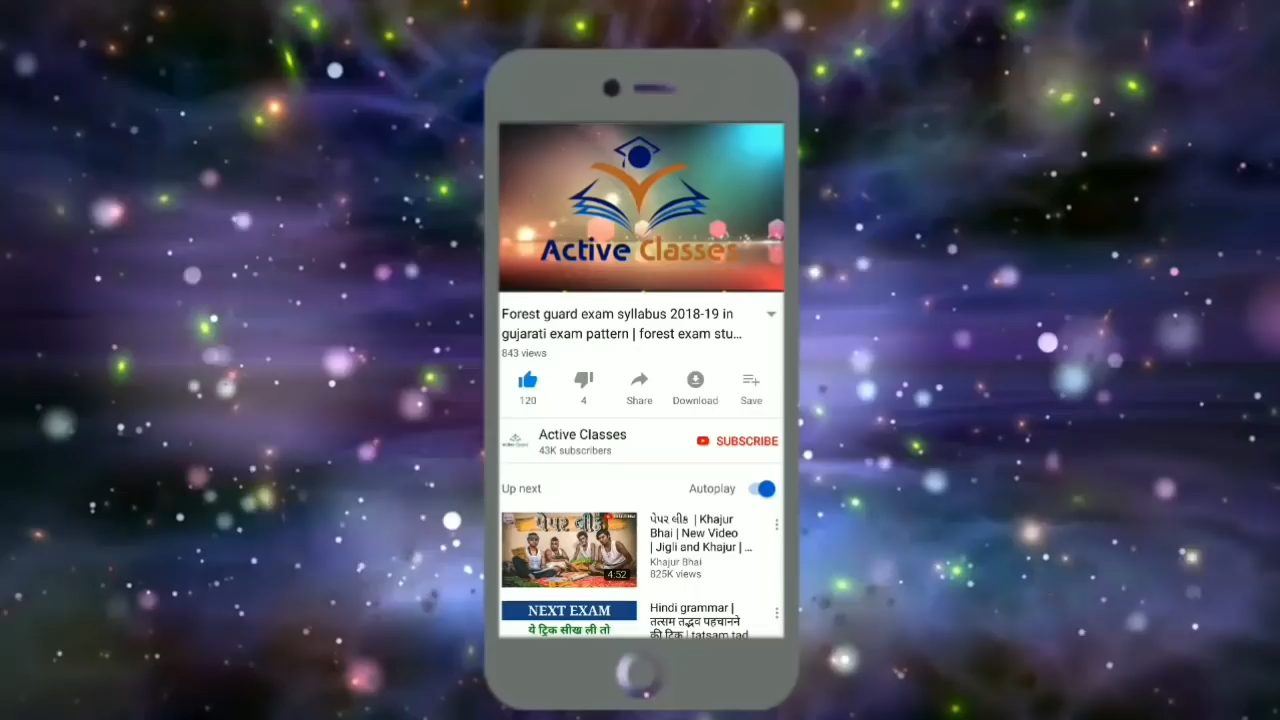 Active Classes
Forest guard exam syllabus 2018-19 in
gujarati exam pattern | forest exam stu...
843 views
120
4
Share
Download
Save
Active Classes
43K subscribers
SUBSCRIBE
Up next
Autoplay
પેપર લીક
4:52
પેપર લીક | Khajur
Bhai | New Video
| Jigli and Khajur | ...
Khajur Bhai
825K views
NEXT EXAM
ये ट्रिक सीख ली तो
Hindi grammar |
तत्सम तद्भव पहचानने
की ट्रिक | tatsam tad